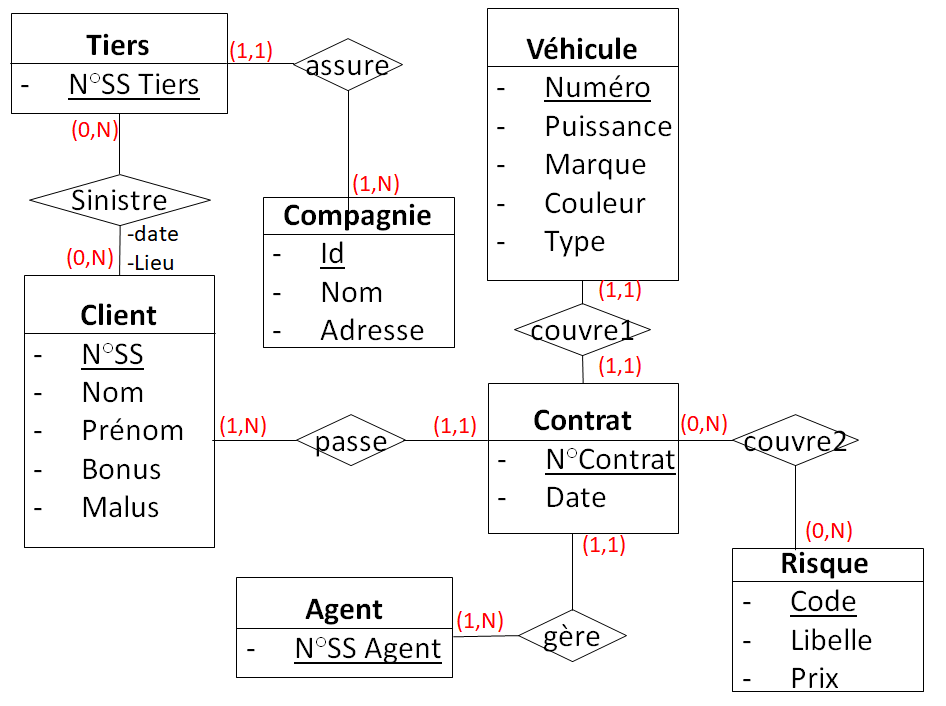 Tiers
- N°SS Tiers
(1,1)
assure
(1,N)
Compagnie
- Id
- Nom
- Adresse
(0,N)
Sinistre
-date
-Lieu
(0,N)
Client
- N°SS
- Nom
- Prénom
- Bonus
- Malus
(1,N)
passe
(1,1)
Véhicule
- Numéro
- Puissance
- Marque
- Couleur
- Type
(1,1)
couvre1
(1,1)
Contrat
- N°Contrat
- Date
(0,N)
couvre2
(0,N)
Risque
- Code
- Libelle
- Prix
(1,1)
gère
(1,N)
Agent
- N°SS Agent